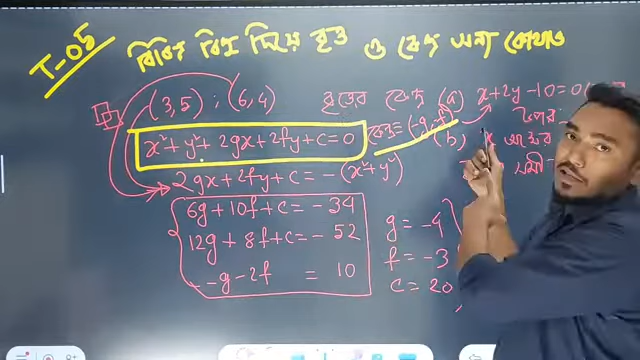 T-05
বিবিধ বিন্দু দিয়ে বৃত্ত ও কেন্দ্র অন্য কোথাও
(3,5) ; (6,4) বৃত্তের কেন্দ্র (a) x+2y-10=0
x²+y²+2gx+2fy+c=0 কেন্দ্র=(-g,-f) (b) x
2gx+2fy+c=-(x²+y²)
6g+10f+c=-34
12g+8f+c=-52
-g-2f = 10
g=-4
f=-3
c=20